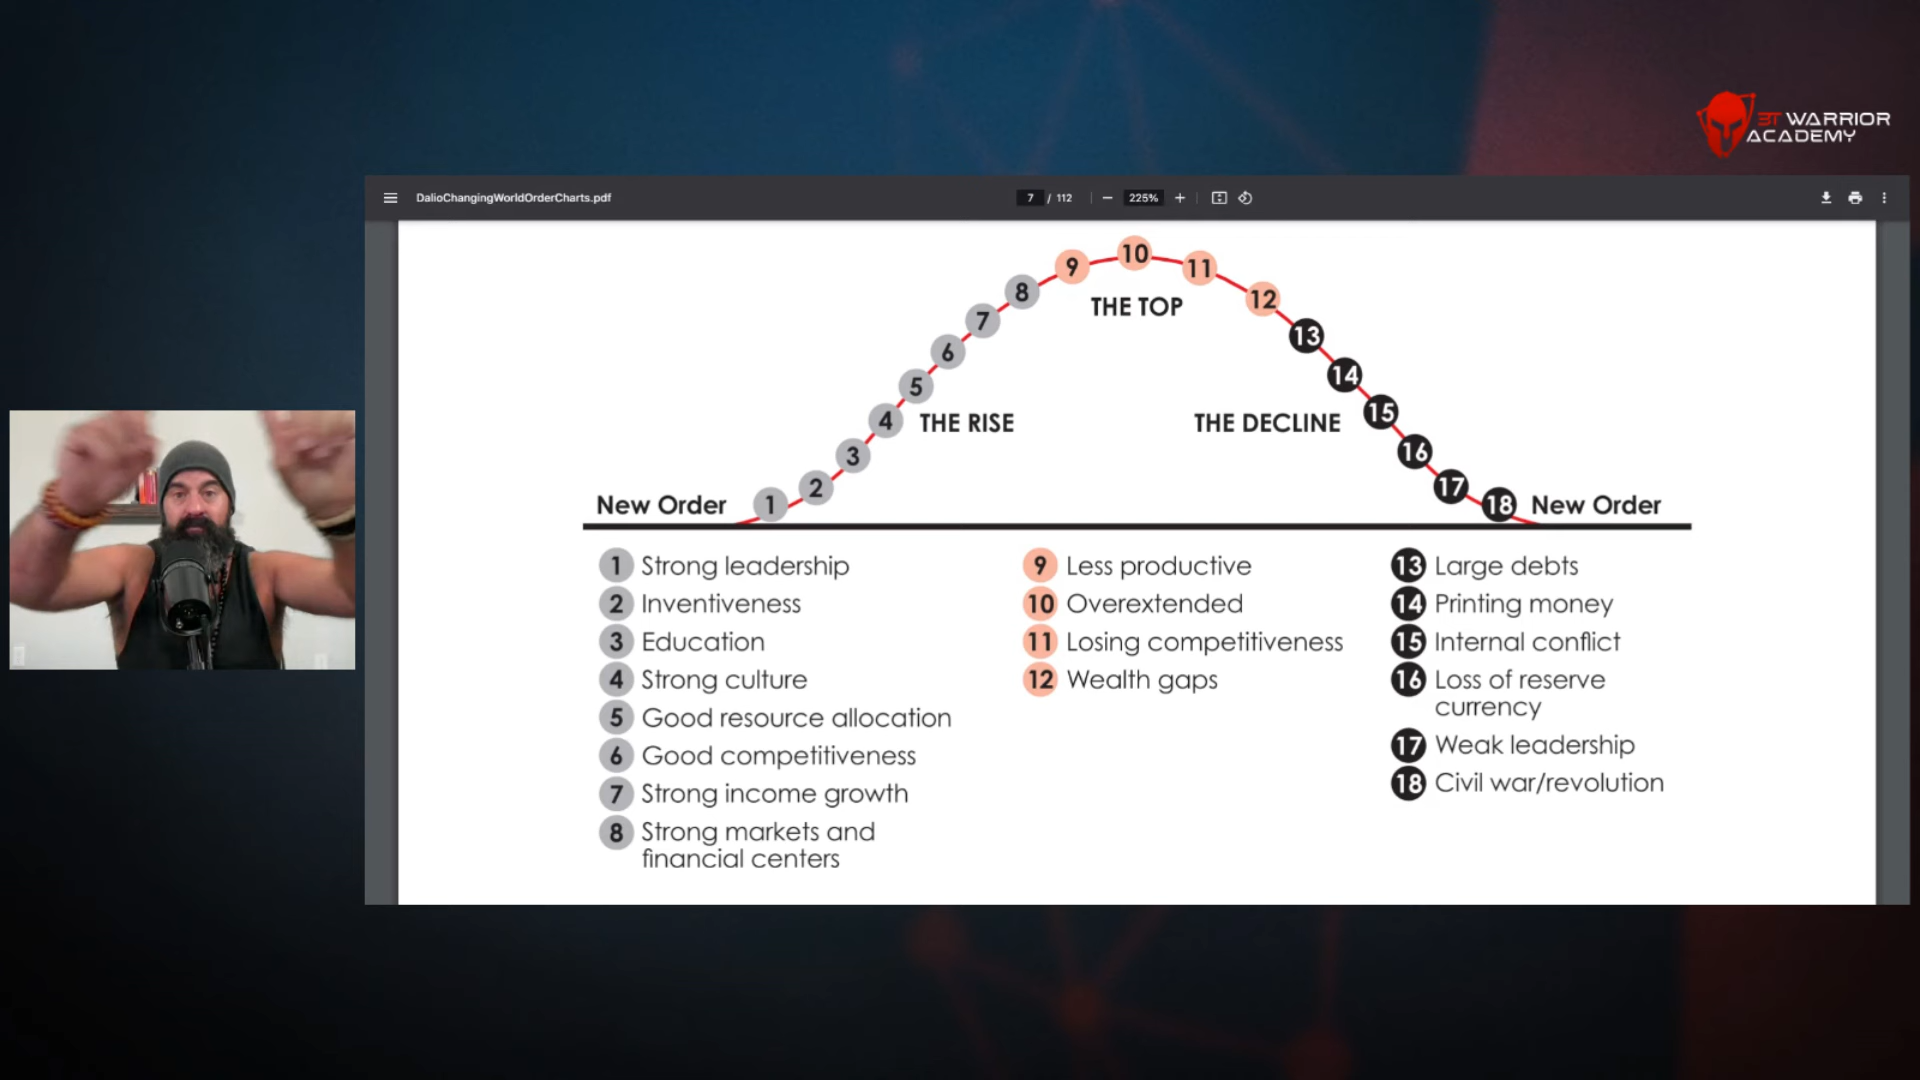 3T WARRIOR
ACADEMY
DalioChangingWorldOrderCharts.pdf
7 / 112
225%
9
10
11
8
12
THE TOP
7
13
6
14
5
15
4
THE RISE
THE DECLINE
3
16
2
17
New Order
1
18
New Order
1 Strong leadership
2 Inventiveness
3 Education
4 Strong culture
5 Good resource allocation
6 Good competitiveness
7 Strong income growth
8 Strong markets and
financial centers
9 Less productive
10 Overextended
11 Losing competitiveness
12 Wealth gaps
13 Large debts
14 Printing money
15 Internal conflict
16 Loss of reserve
currency
17 Weak leadership
18 Civil war/revolution